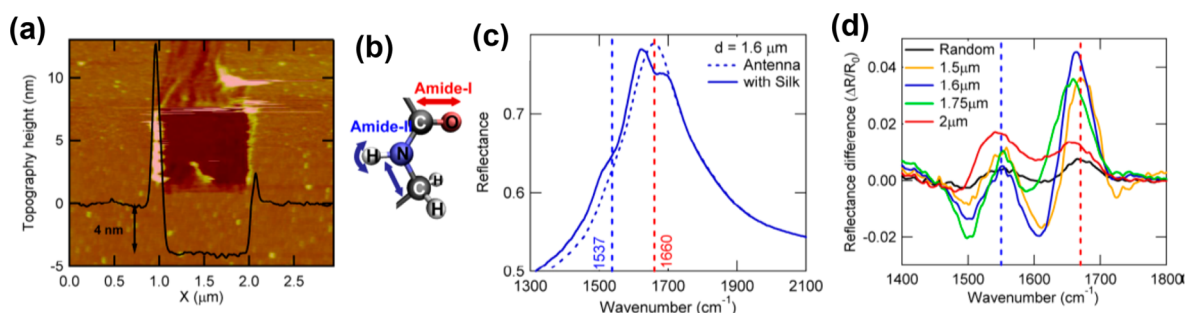 (a)
Topography height (nm)
10
5
0
-5
4 nm
0.0 0.5 1.0 1.5 2.0 2.5
X (μm)
(b)
Amide-I
Amide-II
C O
H N
C H
H
(c)
d = 1.6 μm
Antenna
with Silk
Reflectance
0.7
0.6
0.5
1537
1660
1300 1500 1700 1900 2100
Wavenumber (cm⁻¹)
(d)
Random
1.5μm
1.6μm
1.75μm
2μm
Reflectance difference (ΔR/R₀)
0.04
0.02
0.00
-0.02
1400 1500 1600 1700 1800
Wavenumber (cm⁻¹)